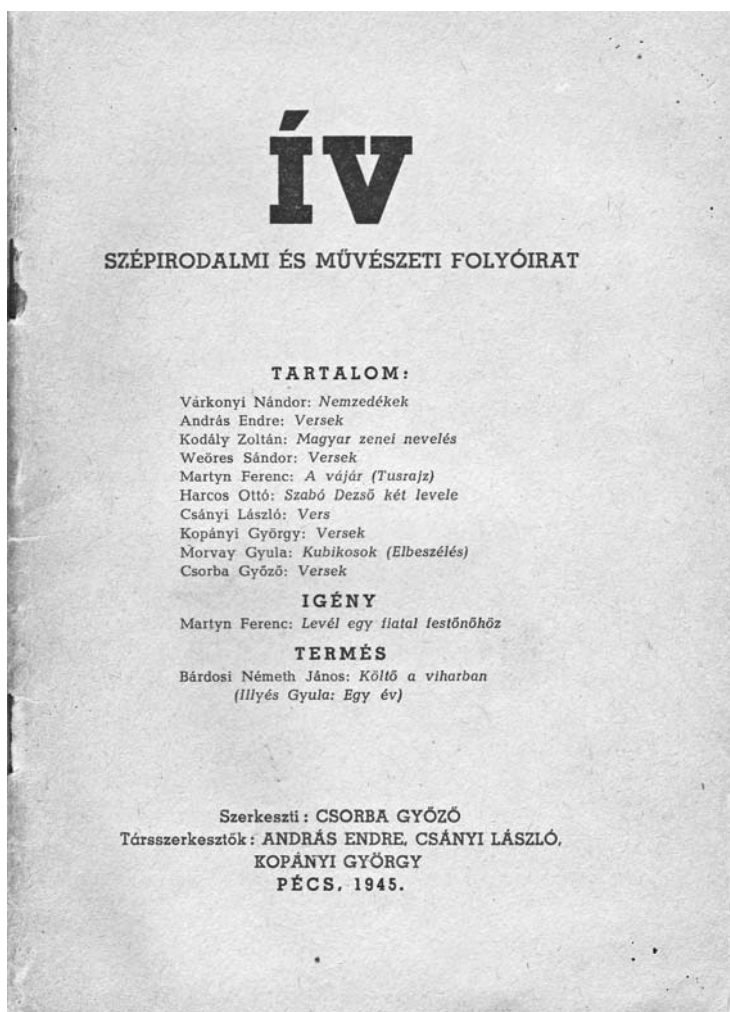 ÍV
SZÉPIRODALMI ÉS MŰVÉSZETI FOLYÓIRAT
TARTALOM:
Várkonyi Nándor: Nemzedékek
András Endre: Versek
Kodály Zoltán: Magyar zenei nevelés
Weöres Sándor: Versek
Martyn Ferenc: A vájár (Tusrajz)
Harcos Ottó: Szabó Dezső két levele
Csányi László: Vers
Kopányi György: Versek
Morvay Gyula: Kubikosok (Elbeszélés)
Csorba Győző: Versek
IGÉNY
Martyn Ferenc: Levél egy fiatal festőnőhöz
TERMÉS
Bárdosi Németh János: Költő a viharban
(Illyés Gyula: Egy év)
Szerkeszti: CSORBA GYŐZŐ
Társszerkesztők: ANDRÁS ENDRE, CSÁNYI LÁSZLÓ,
KOPÁNYI GYÖRGY
PÉCS, 1945.